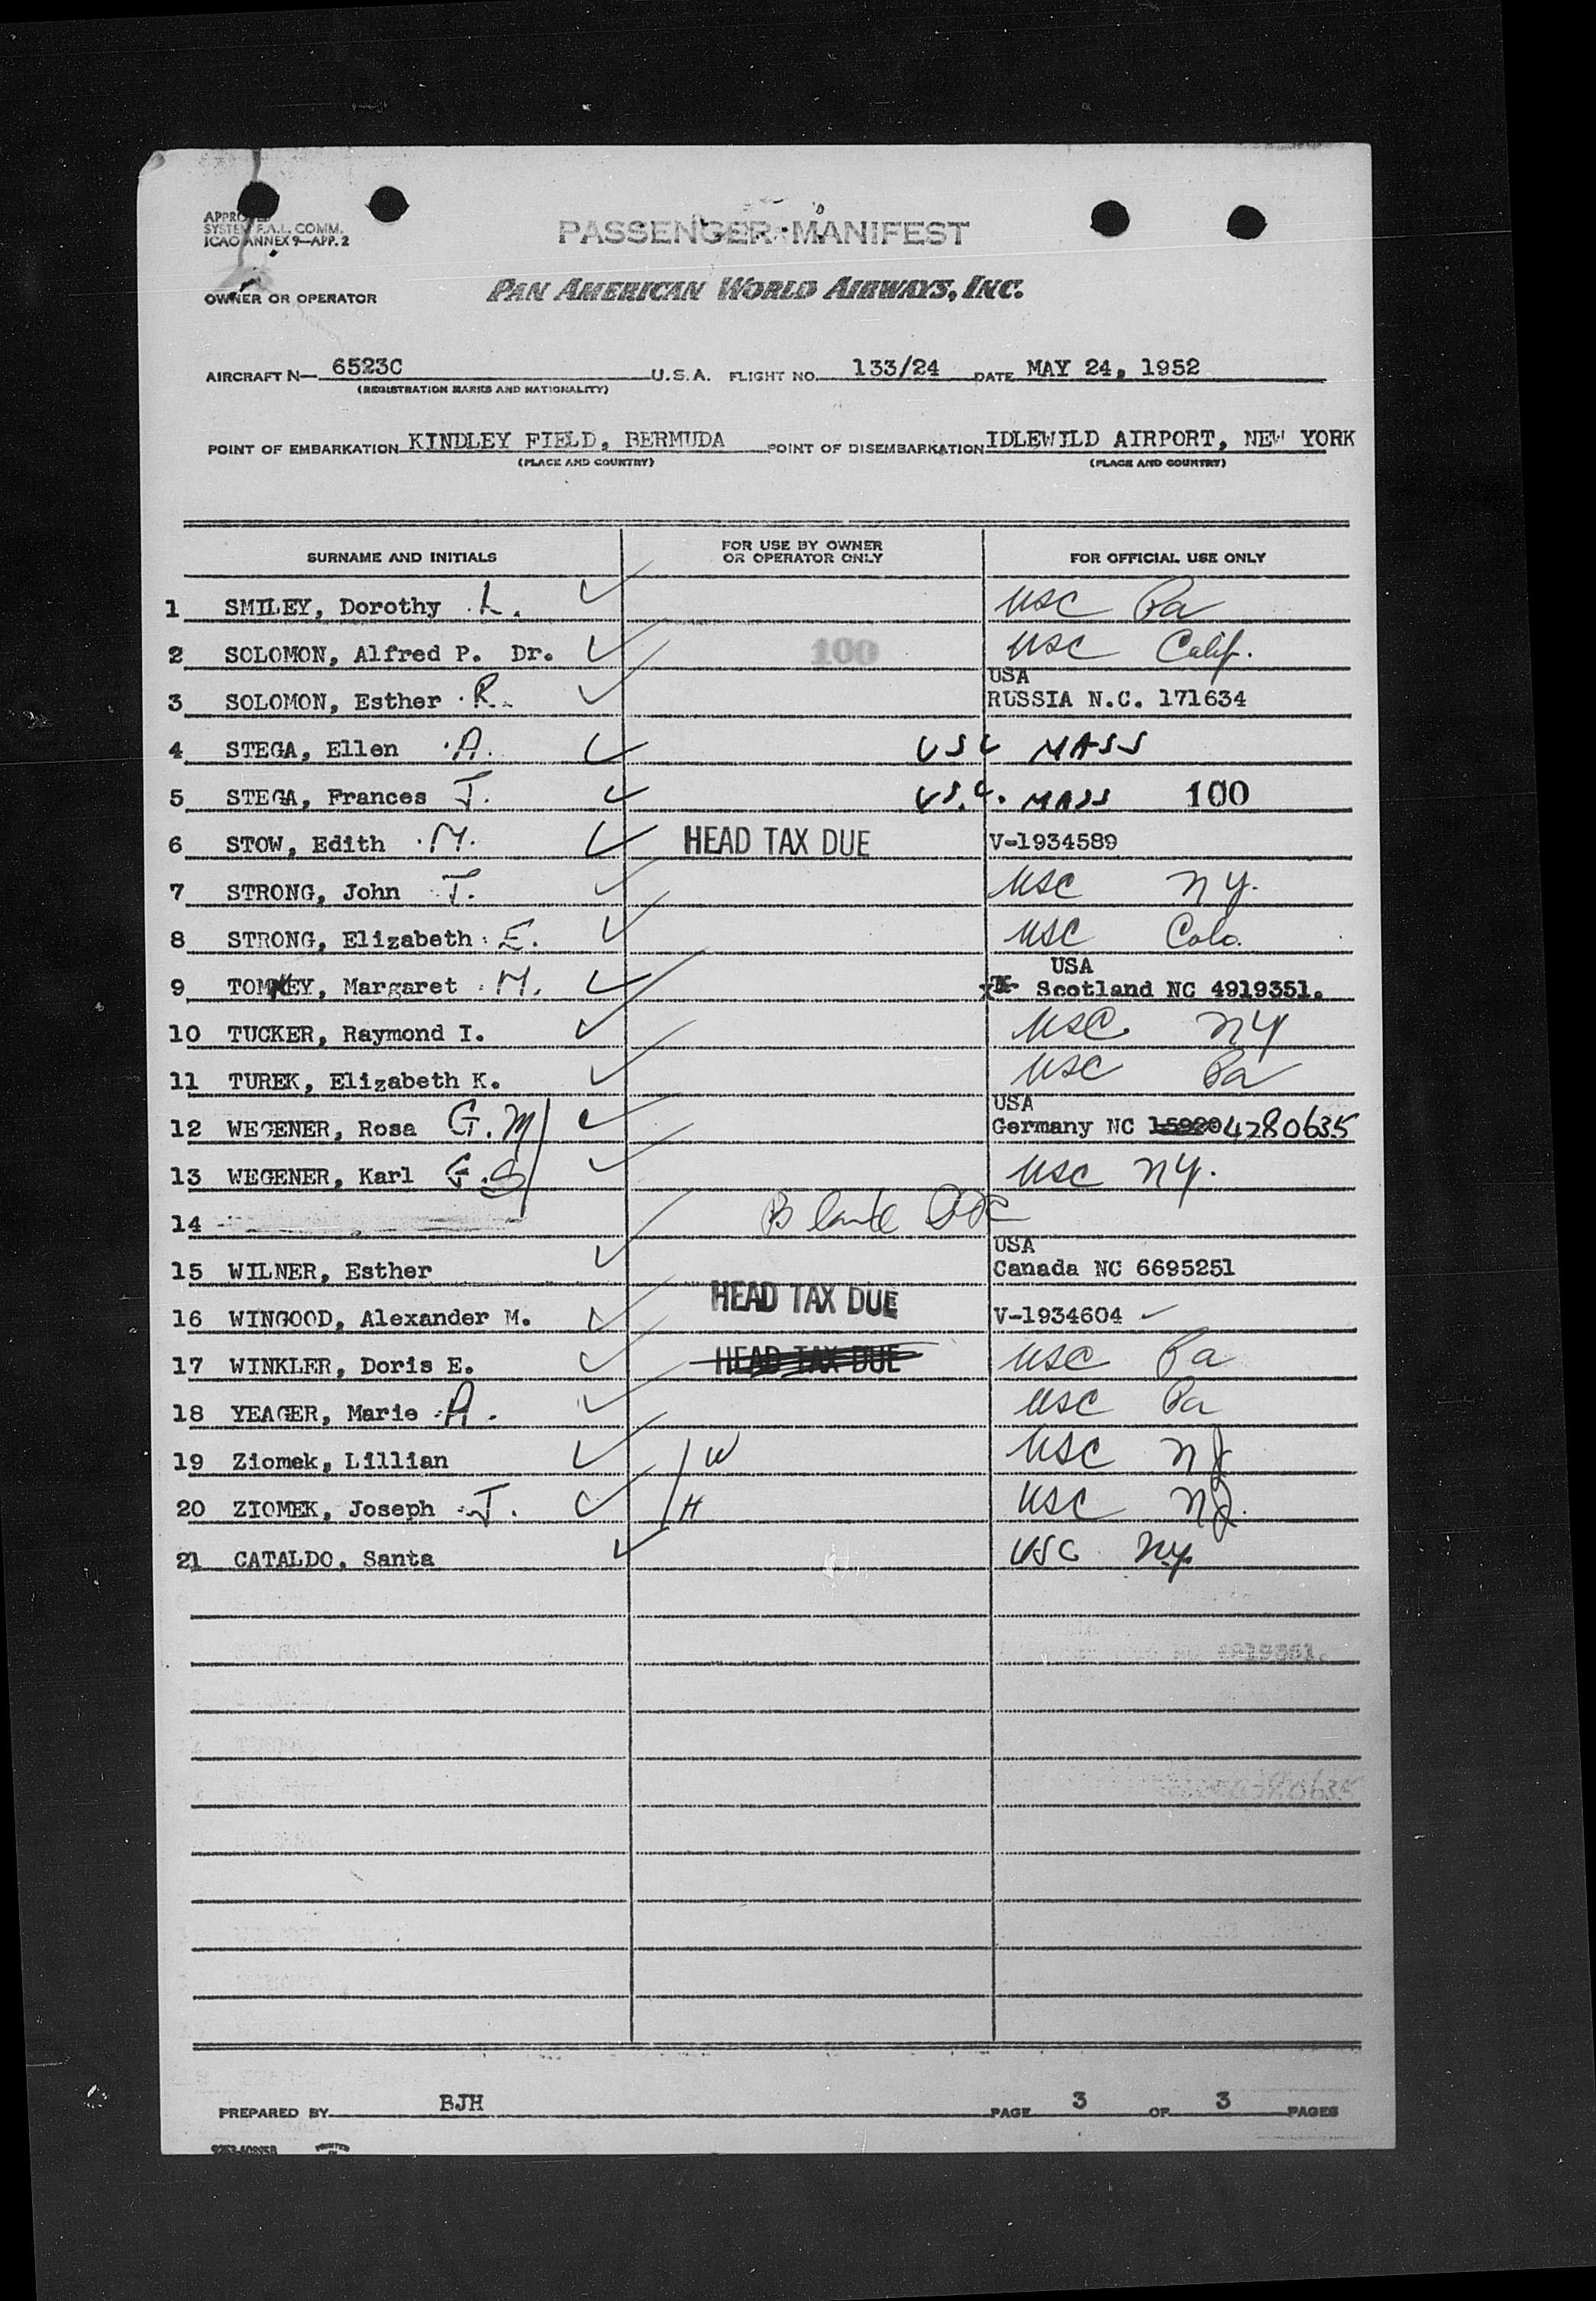 APPROVED
SYSTEM F.A.L. COMM.
ICAO ANNEX 9—APP. 2
PASSENGER MANIFEST
OWNER OR OPERATOR PAN AMERICAN WORLD AIRWAYS, INC.
AIRCRAFT N— 6523C U.S.A. FLIGHT NO. 133/24 DATE MAY 24, 1952
(REGISTRATION MARKS AND NATIONALITY)
POINT OF EMBARKATION KINDLEY FIELD, BERMUDA POINT OF DISEMBARKATION IDLEWILD AIRPORT, NEW YORK
(PLACE AND COUNTRY) (PLACE AND COUNTRY)
SURNAME AND INITIALS FOR USE BY OWNER OR OPERATOR ONLY FOR OFFICIAL USE ONLY
1 SMILEY, Dorothy L. USC Pa
2 SOLOMON, Alfred P. Dr. 100 USC Calif.
USA
3 SOLOMON, Esther R. RUSSIA N.C. 171634
4 STEGA, Ellen A. USC MASS
5 STEGA, Frances J. U.S.C. MASS 100
6 STOW, Edith M. HEAD TAX DUE V-1934589
7 STRONG, John J. USC NY.
8 STRONG, Elizabeth E. USC Colo.
USA
9 TOMNEY, Margaret M. Scotland NC 4919351.
10 TUCKER, Raymond I. USC. NY
11 TUREK, Elizabeth K. USC Pa
USA
12 WEGENER, Rosa G.M Germany NC 15920 4280635
13 WEGENER, Karl G.S USC NY.
14 Blank OK
USA
15 WILNER, Esther Canada NC 6695251
16 WINGOOD, Alexander M. HEAD TAX DUE V-1934604
17 WINKLER, Doris E. HEAD TAX DUE USC Pa
18 YEAGER, Marie A. USC Pa
19 Ziomek, Lillian W USC NJ
20 ZIOMEK, Joseph J. H USC NJ.
21 CATALDO, Santa USC Ny.
PREPARED BY BJH PAGE 3 OF 3 PAGES